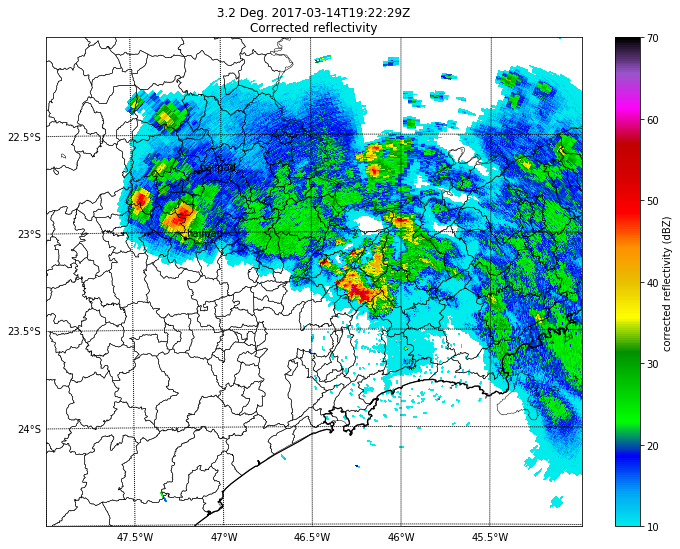 3.2 Deg. 2017-03-14T19:22:29Z
Corrected reflectivity
22.5°S
23°S
23.5°S
24°S
47.5°W
47°W
46.5°W
46°W
45.5°W
70
60
50
40
30
20
10
corrected reflectivity (dBZ)